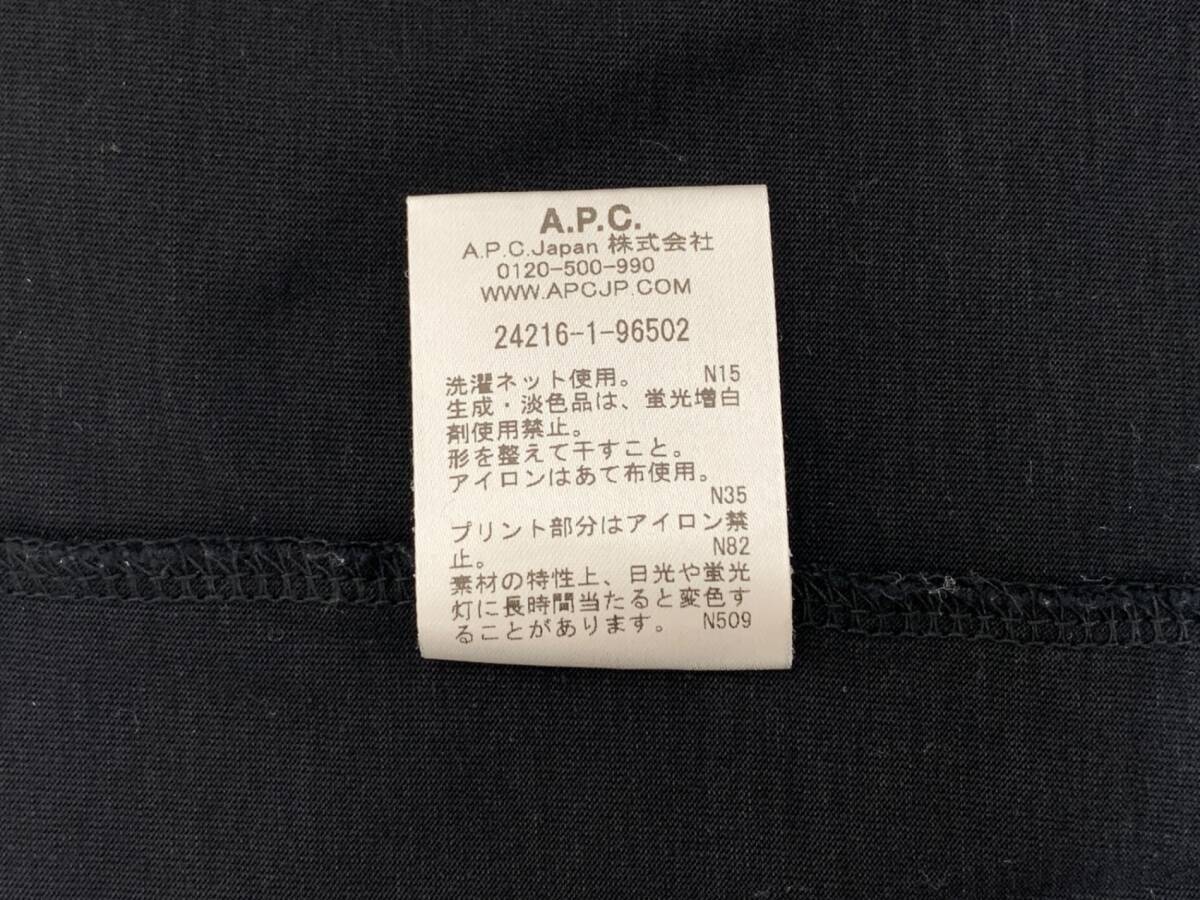 A.P.C.
A.P.C.Japan 株式会社
0120-500-990
WWW.APCJP.COM
24216-1-96502
洗濯ネット使用。 N15
生成・淡色品は、蛍光増白
剤使用禁止。
形を整えて干すこと。
アイロンはあて布使用。
N35
プリント部分はアイロン禁
止。 N82
素材の特性上、日光や蛍光
灯に長時間当たると変色す
ることがあります。 N509